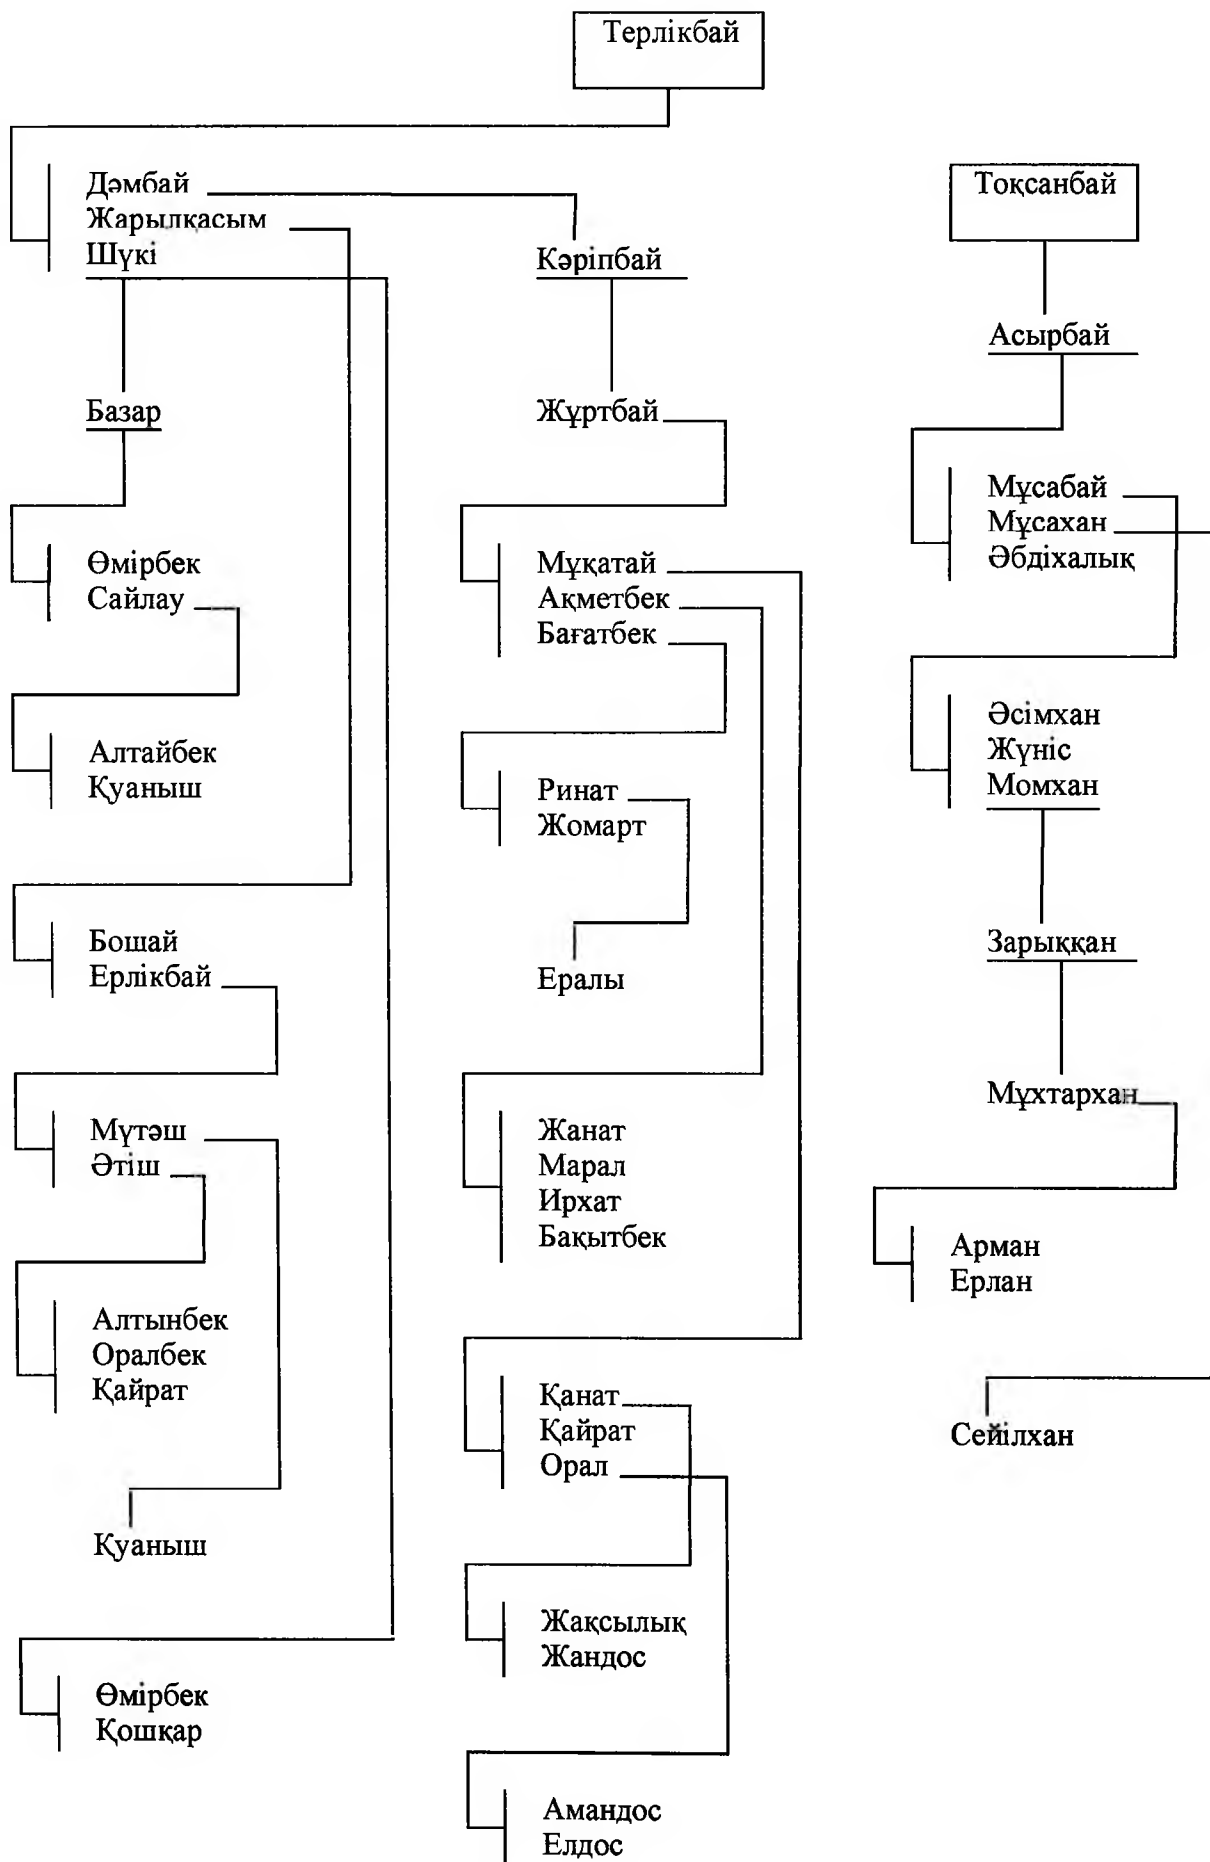 Терлікбай
Дәмбай
Жарылқасым
Шүкі
Базар
Өмірбек
Сайлау
Алтайбек
Қуаныш
Бошай
Ерлікбай
Мүтәш
Әтіш
Алтынбек
Оралбек
Қайрат
Қуаныш
Өмірбек
Қошқар
Кәріпбай
Жұртбай
Мұқатай
Ақметбек
Бағатбек
Ринат
Жомарт
Ералы
Жанат
Марал
Ирхат
Бақытбек
Қанат
Қайрат
Орал
Жақсылық
Жандос
Амандос
Елдос
Тоқсанбай
Асырбай
Мұсабай
Мұсахан
Әбдіхалық
Әсімхан
Жүніс
Момхан
Зарыққан
Мұхтархан
Арман
Ерлан
Сейілхан